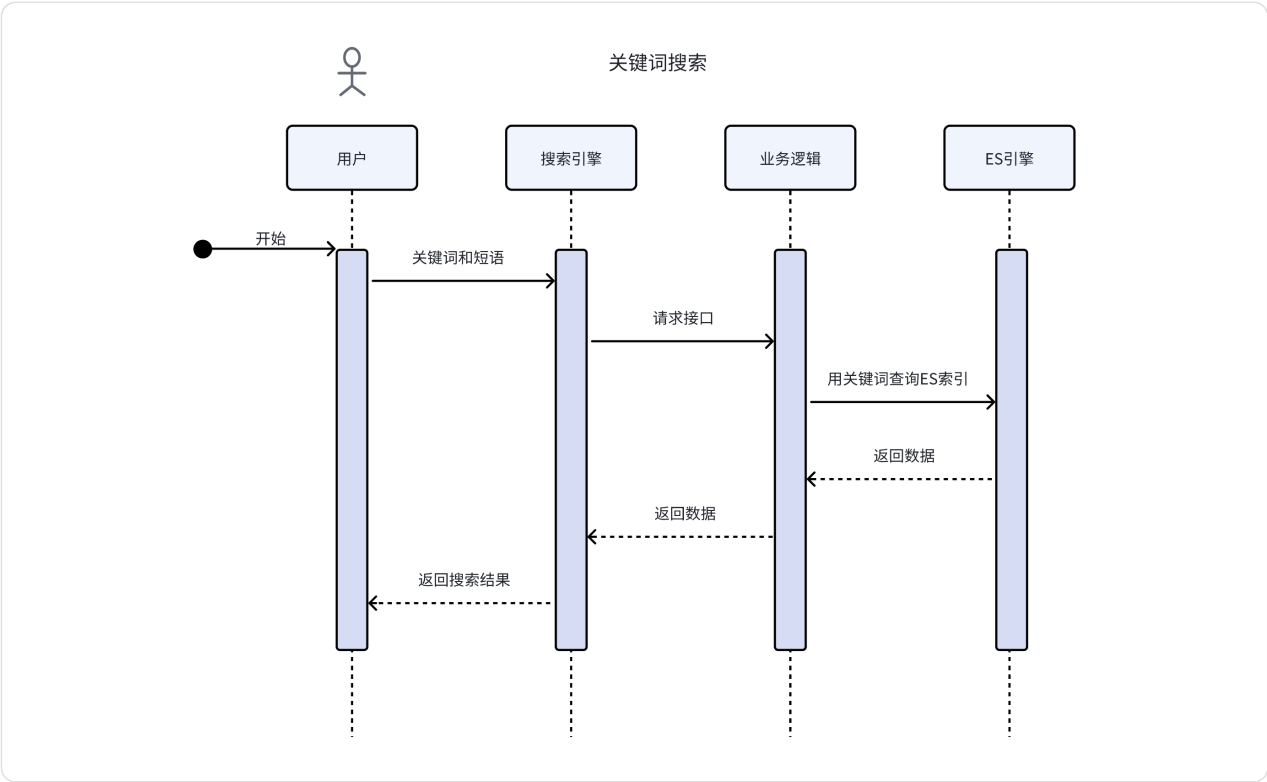 关键词搜索
用户
搜索引擎
业务逻辑
ES引擎
开始
关键词和短语
请求接口
用关键词查询ES索引
返回数据
返回数据
返回搜索结果